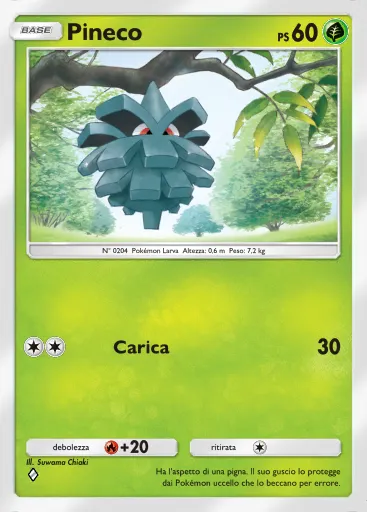 BASE Pineco PS 60
N° 0204 Pokémon Larva Altezza: 0,6 m Peso: 7,2 kg
Carica 30
debolezza +20 ritirata
Ill. Suwama Chiaki
Ha l'aspetto di una pigna. Il suo guscio lo protegge
dai Pokémon uccello che lo beccano per errore.